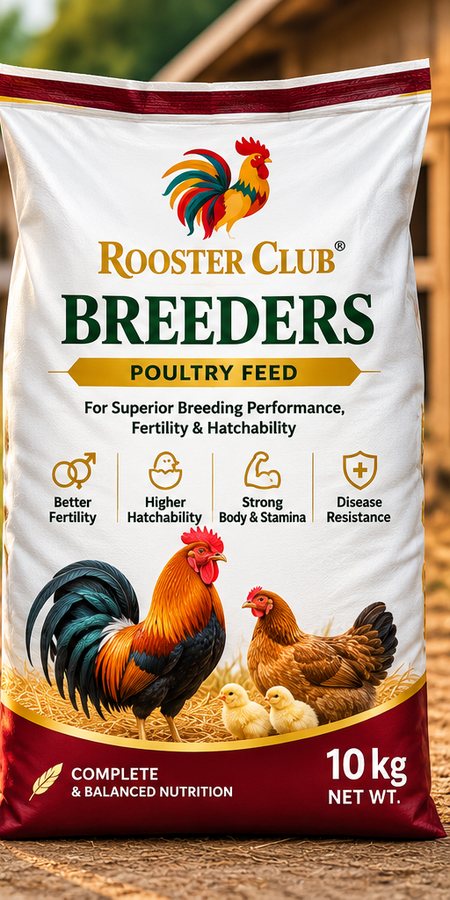 ROOSTER CLUB®
BREEDERS
POULTRY FEED
For Superior Breeding Performance,
Fertility & Hatchability
Better
Fertility
Higher
Hatchability
Strong
Body & Stamina
Disease
Resistance
COMPLETE
& BALANCED NUTRITION
10 kg
NET WT.